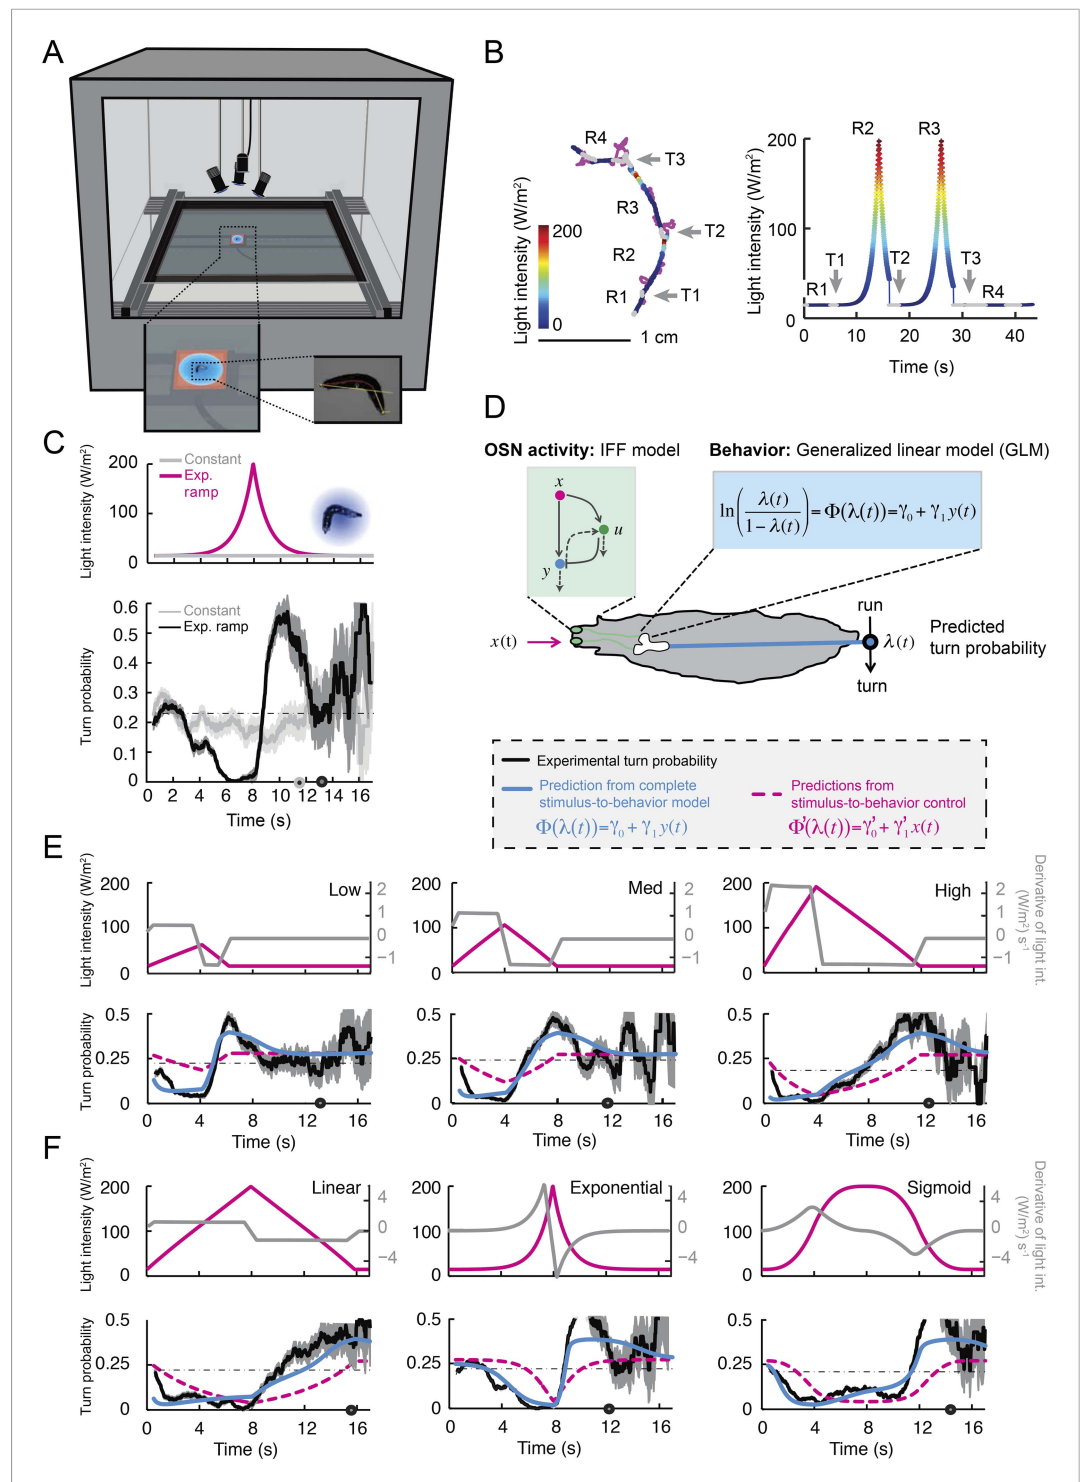 A
B
Light intensity (W/m²)
200
0
R4
T3
R3
T2
R2
R1
T1
1 cm
Light intensity (W/m²)
200
100
0
R2
R3
T1
T2
T3
R1
R4
0 10 20 30 40
Time (s)
C
Light intensity (W/m²)
200
100
0
Constant
Exp.
ramp
Turn probability
0.6
0.4
0.3
0.2
0.1
0
Constant
Exp. ramp
0 2 4 6 8 10 12 14 16
Time (s)
D
OSN activity: IFF model
Behavior: Generalized linear model (GLM)
x
u
y
ln(λ(t)/1−λ(t))=Φ(λ(t))=γ₀+γ₁y(t)
x(t)
run
λ(t)
turn
Predicted
turn probability
Experimental turn probability
Prediction from complete
stimulus-to-behavior model
Φ(λ(t))=γ₀+γ₁y(t)
Predictions from
stimulus-to-behavior control
Φ'(λ(t))=γ'₀+γ'₁x(t)
E
Light intensity (W/m²)
200
100
0
Low
2
1
0
−1
200
100
0
Med
2
1
0
−1
200
100
0
High
2
1
0
−1
Derivative of light int.
(W/m²) s⁻¹
Turn probability
0.5
0.25
0
0 4 8 12 16
Time (s)
0.5
0.25
0
0 4 8 12 16
Time (s)
0.5
0.25
0
0 4 8 12 16
Time (s)
F
Light intensity (W/m²)
200
100
0
Linear
4
0
−4
200
100
0
Exponential
4
0
−4
200
100
0
Sigmoid
4
0
−4
Derivative of light int.
(W/m²) s⁻¹
Turn probability
0.5
0.25
0
0 4 8 12 16
Time (s)
0.5
0.25
0
0 4 8 12 16
Time (s)
0.5
0.25
0
0 4 8 12 16
Time (s)